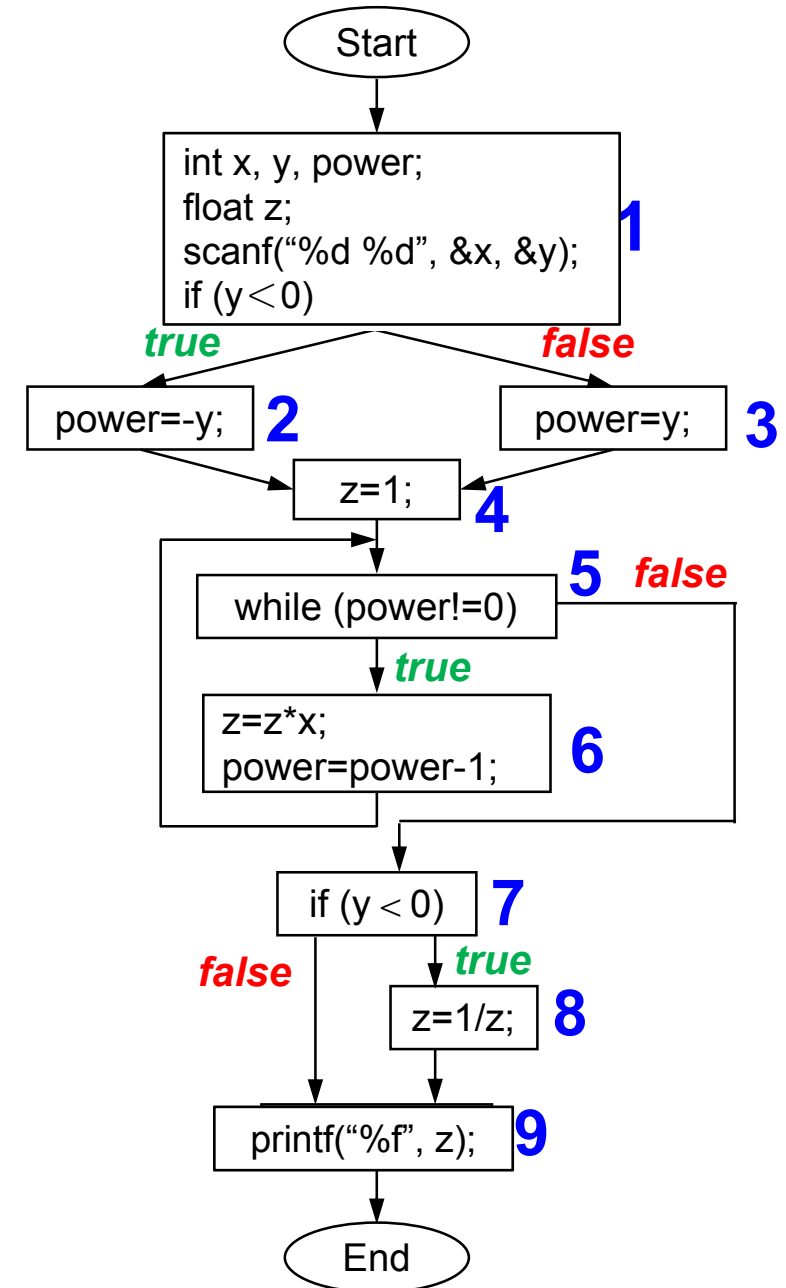 Start
int x, y, power;
float z;
scanf(“%d %d”, &x, &y);
if (y＜0)
1
true
false
power=-y;
2
power=y;
3
z=1;
4
while (power!=0)
5
false
true
z=z*x;
power=power-1;
6
if (y < 0)
7
false
true
z=1/z;
8
printf(“%f”, z);
9
End